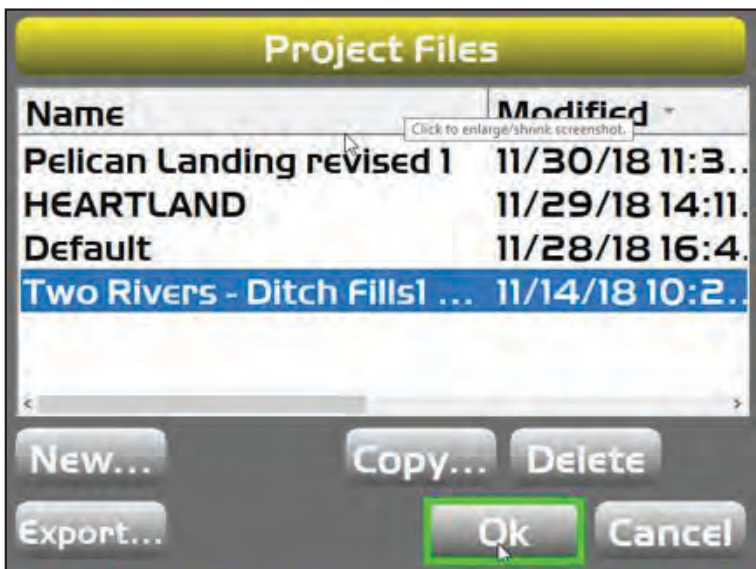 Project Files
Name Modified
Click to enlarge/shrink screenshot.
Pelican Landing revised 1 11/30/18 11:3..
HEARTLAND 11/29/18 14:11.
Default 11/28/18 16:4.
Two Rivers - Ditch Fills1 ... 11/14/18 10:2..
New... Copy... Delete
Export... Ok Cancel